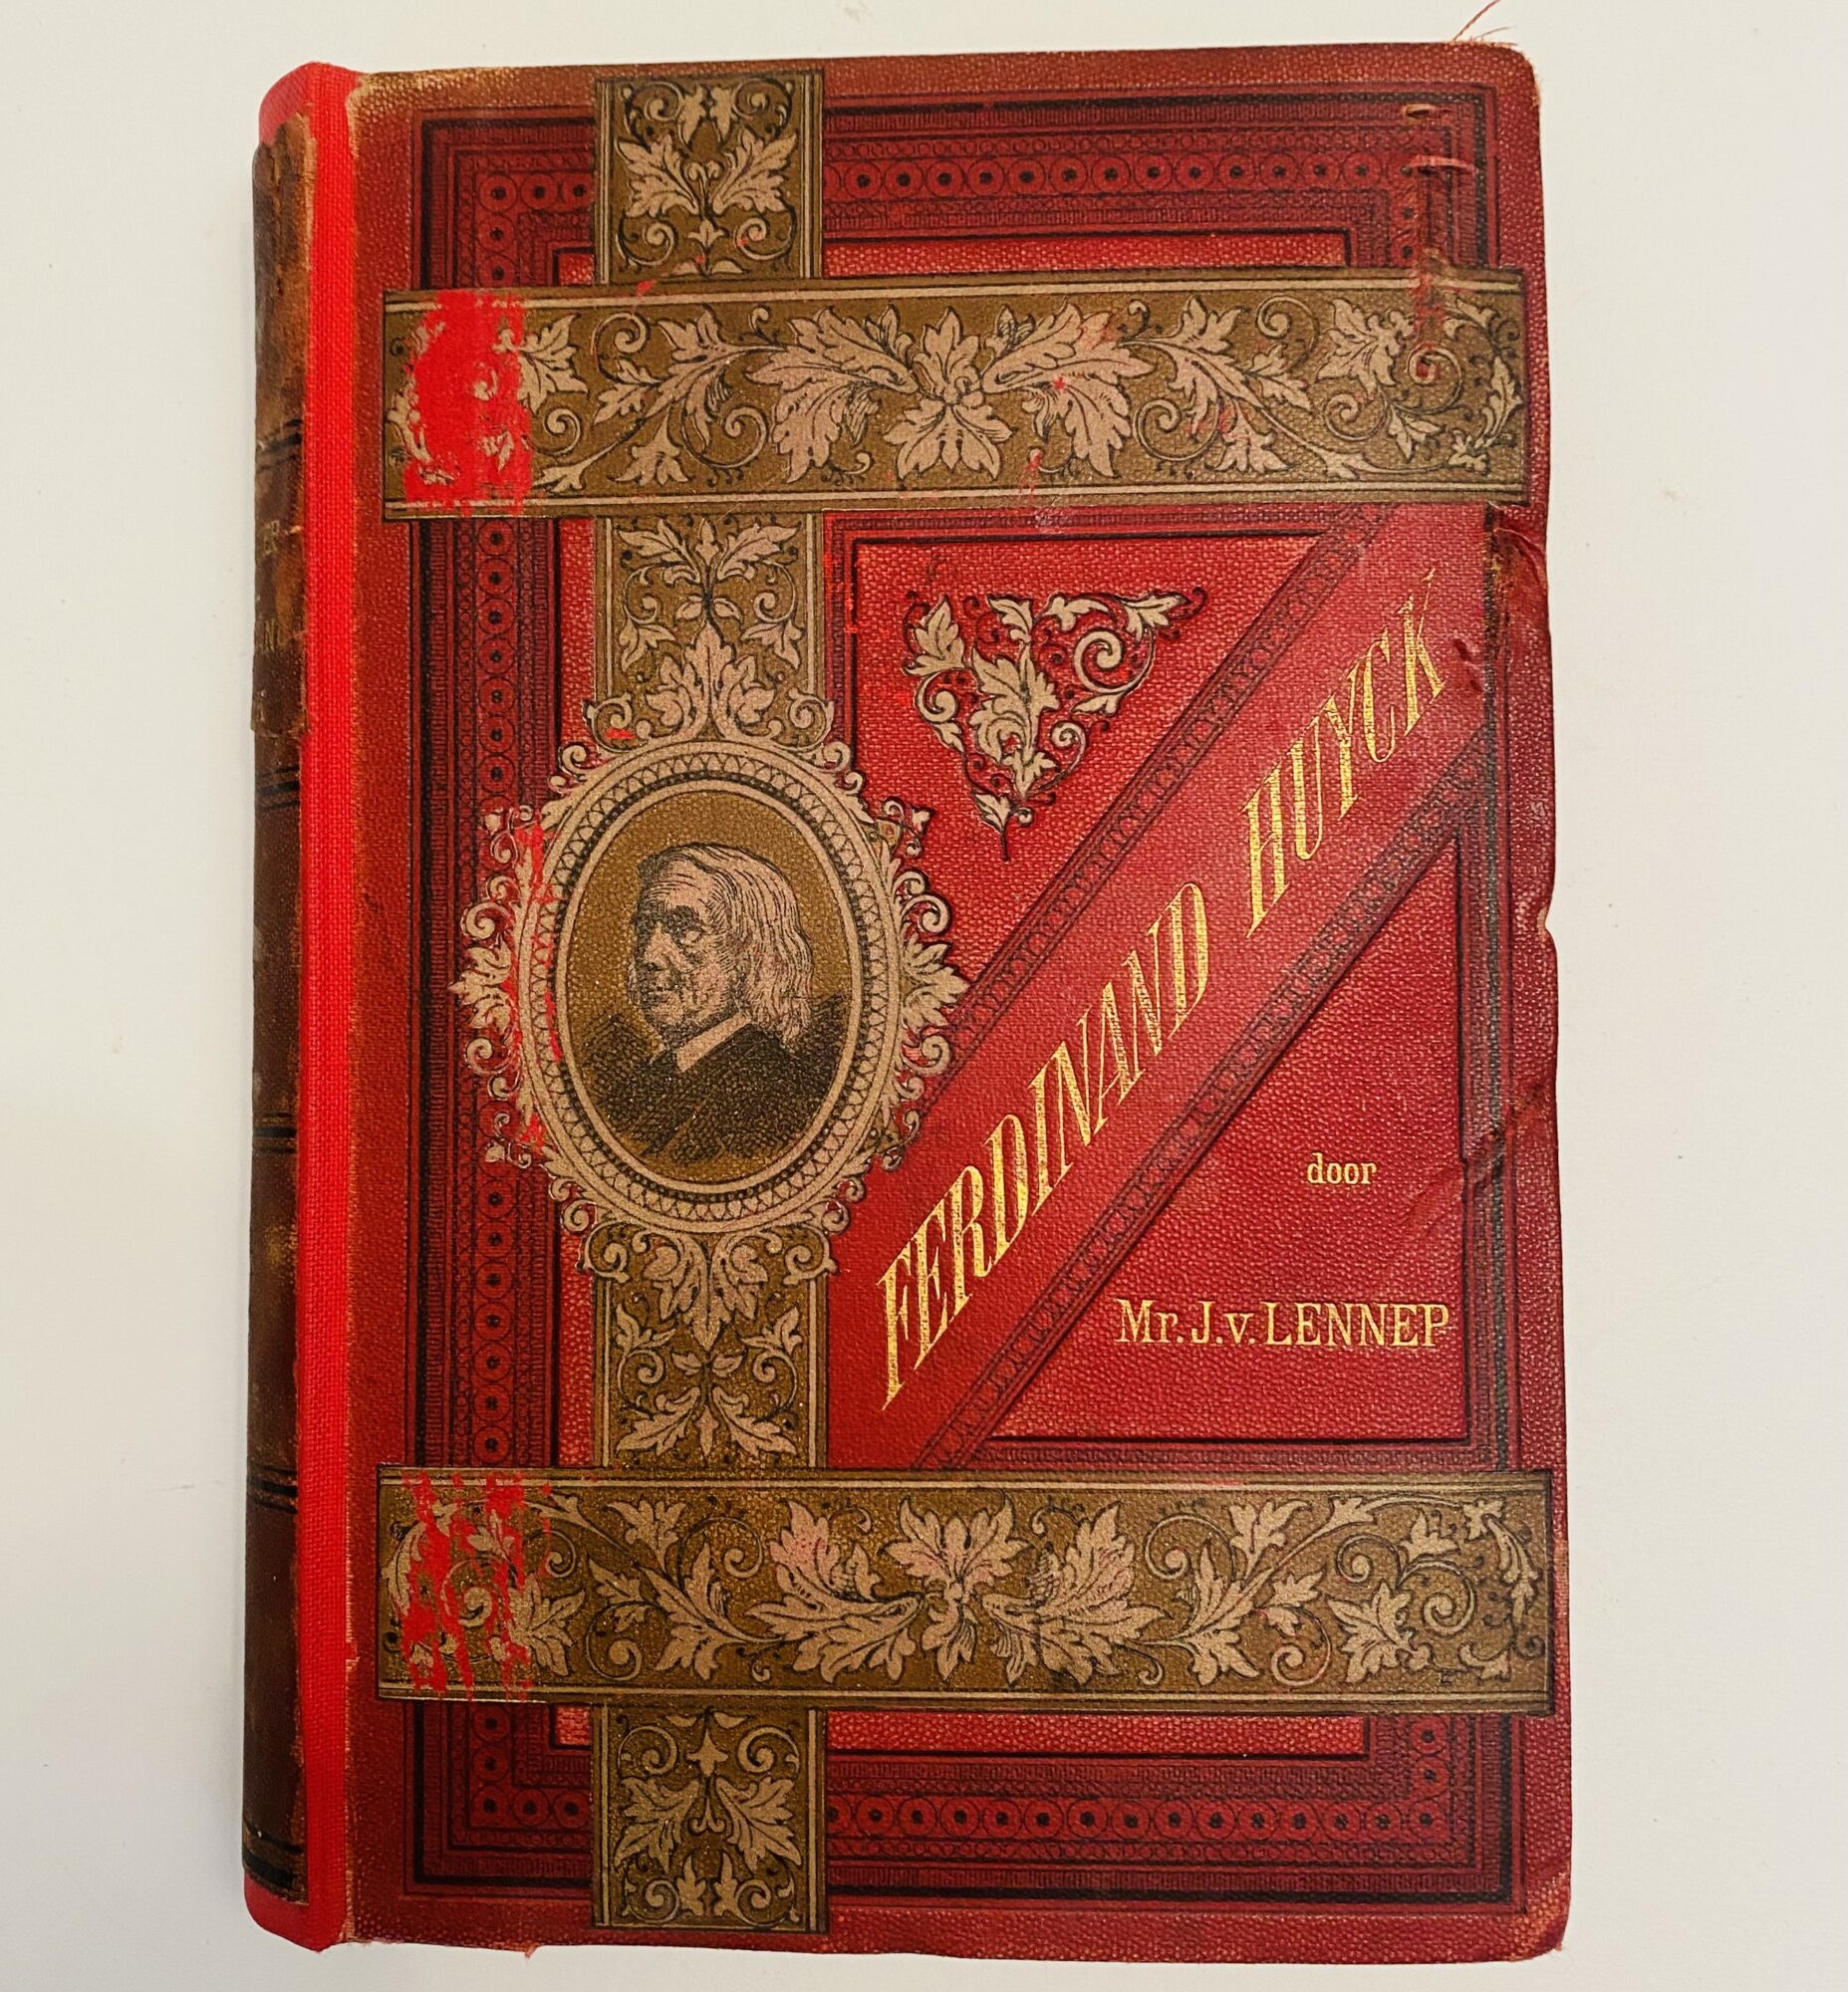 FERDINAND HUYCK
door
Mr. J. v. LENNEP